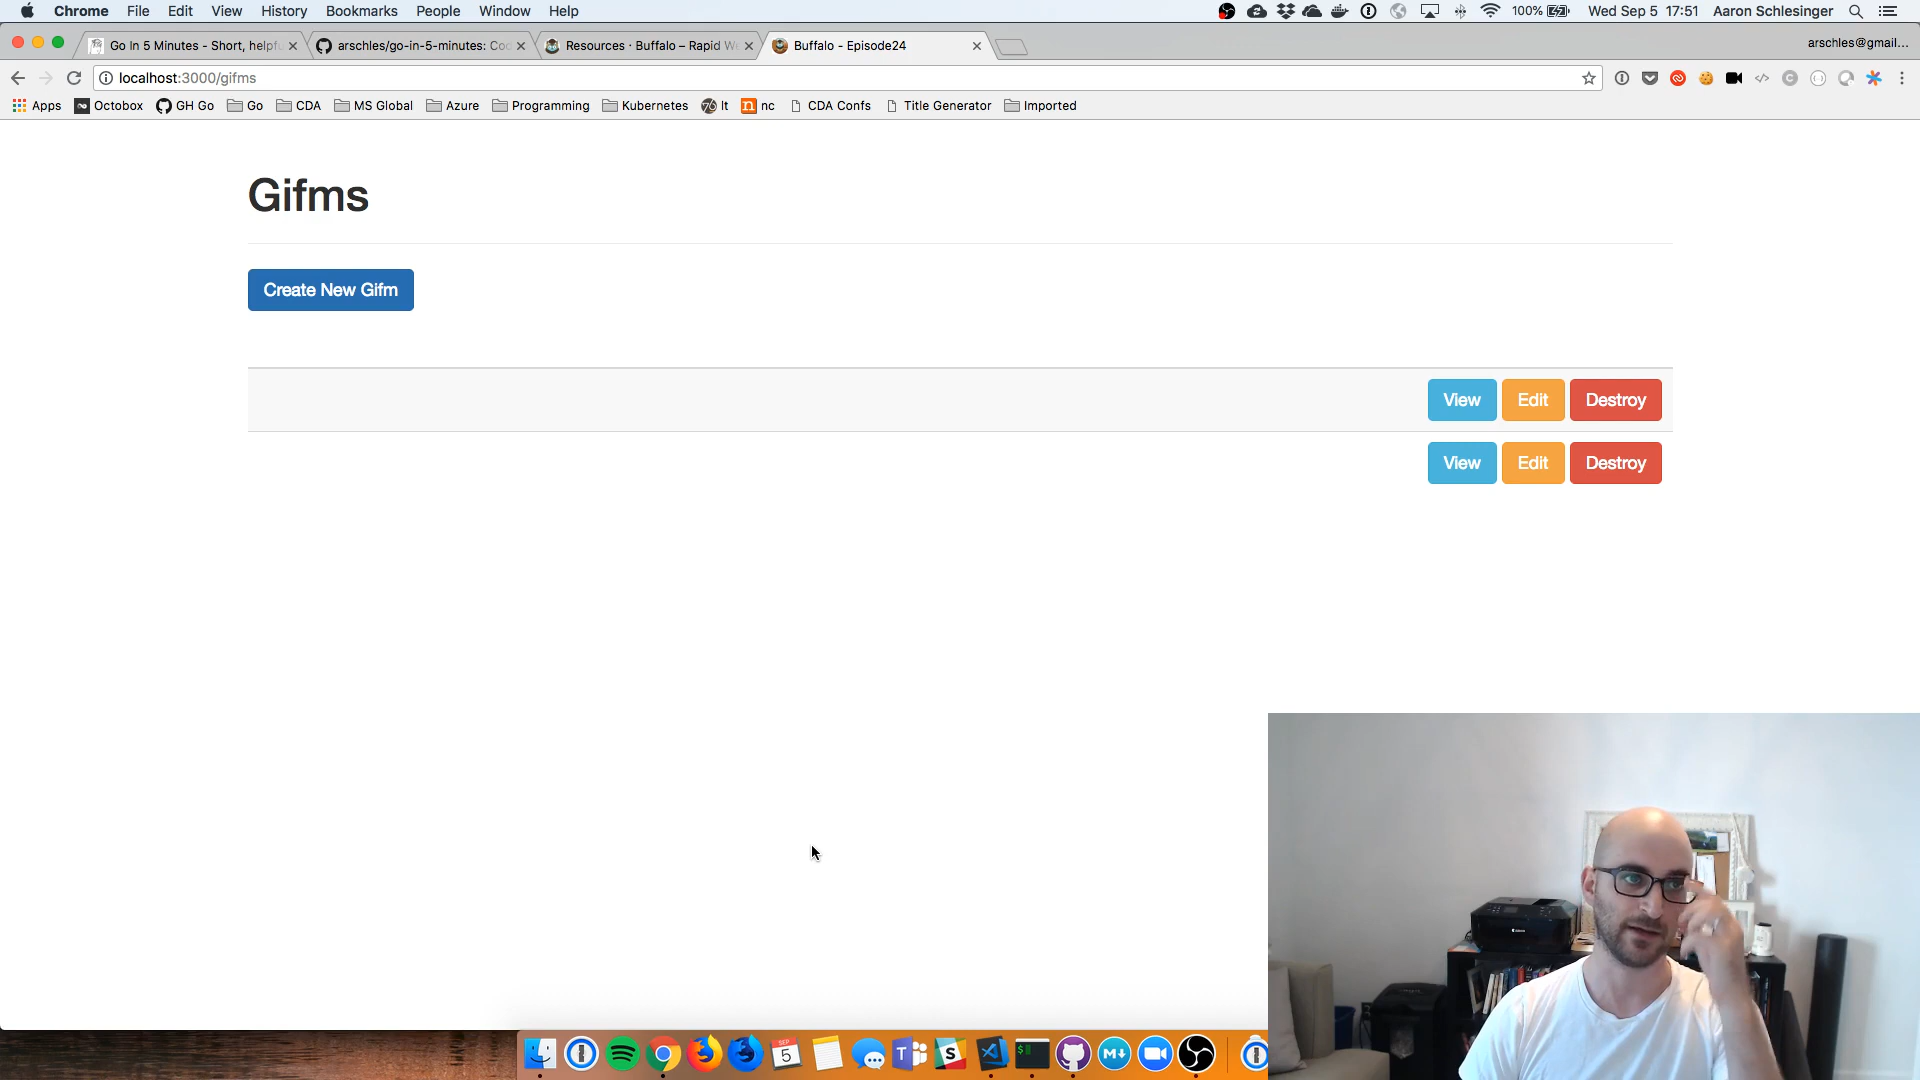 Chrome File Edit View History Bookmarks People Window Help 100% Wed Sep 5 17:51 Aaron Schlesinger
Go In 5 Minutes - Short, helpf arschles/go-in-5-minutes: Co Resources · Buffalo – Rapid W Buffalo - Episode24 arschles@gmail...
localhost:3000/gifms
Apps Octobox GH Go Go CDA MS Global Azure Programming Kubernetes lt nc CDA Confs Title Generator Imported
Gifms
Create New Gifm
View Edit Destroy
View Edit Destroy
SEP
5